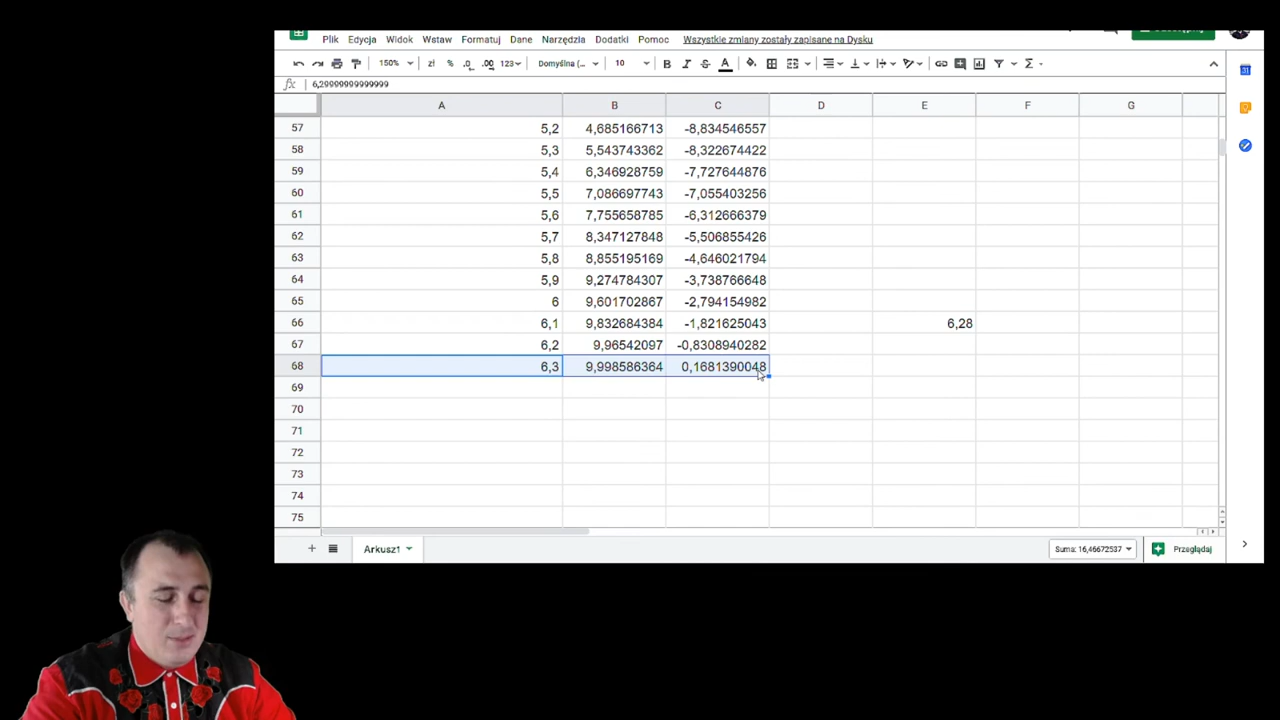 Plik Edycja Widok Wstaw Formatuj Dane Narzędzia Dodatki Pomoc Wszystkie zmiany zostały zapisane na Dysku
150% zł % .0 .00 123 Domyślna (... 10 B I S A
fx 6,29999999999999
A B C D E F G
57 5,2 4,685166713 -8,834546557
58 5,3 5,543743362 -8,322674422
59 5,4 6,346928759 -7,727644876
60 5,5 7,086697743 -7,055403256
61 5,6 7,755658785 -6,312666379
62 5,7 8,347127848 -5,506855426
63 5,8 8,855195169 -4,646021794
64 5,9 9,274784307 -3,738766648
65 6 9,601702867 -2,794154982
66 6,1 9,832684384 -1,821625043 6,28
67 6,2 9,96542097 -0,8308940282
68 6,3 9,998586364 0,1681390048
69
70
71
72
73
74
75
Arkusz1 Suma: 16,46672537 Przeglądaj